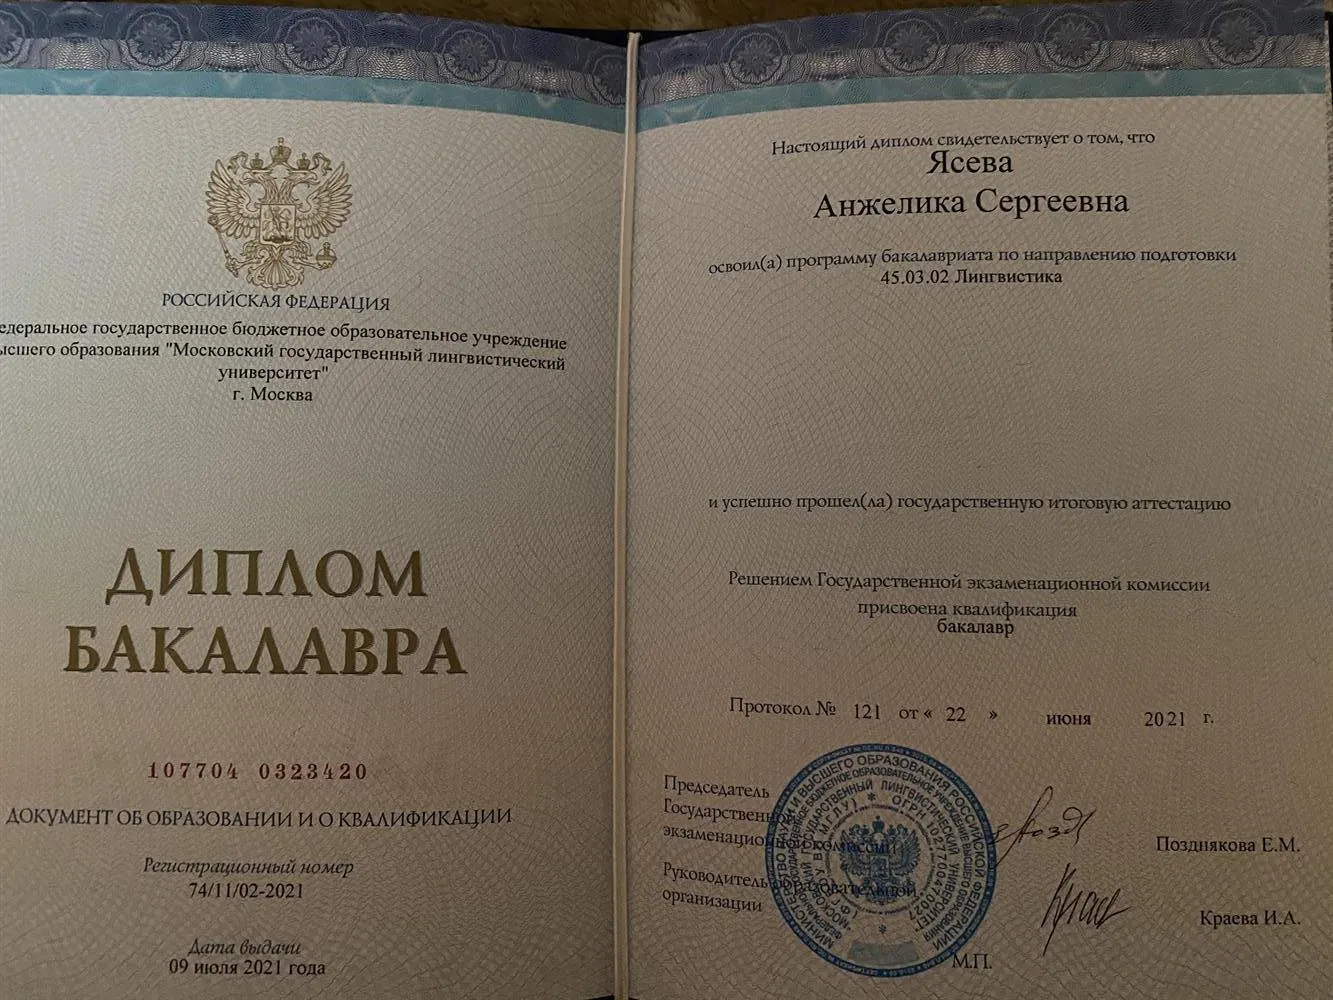 РОССИЙСКАЯ ФЕДЕРАЦИЯ
едеральное государственное бюджетное образовательное учреждение
ысшего образования "Московский государственный лингвистический
университет"
г. Москва
ДИПЛОМ
БАКАЛАВРА
107704 0323420
ДОКУМЕНТ ОБ ОБРАЗОВАНИИ И О КВАЛИФИКАЦИИ
Регистрационный номер
74/11/02-2021
Дата выдачи
09 июля 2021 года
Настоящий диплом свидетельствует о том, что
Ясева
Анжелика Сергеевна
освоил(а) программу бакалавриата по направлению подготовки
45.03.02 Лингвистика
и успешно прошел(ла) государственную итоговую аттестацию
Решением Государственной экзаменационной комиссии
присвоена квалификация
бакалавр
Протокол № 121 от « 22 » июня 2021 г.
Председатель
Государственной
экзаменационной комиссии
Позднякова Е.М.
Руководитель образовательной
организации
Краева И.А.
М.П.